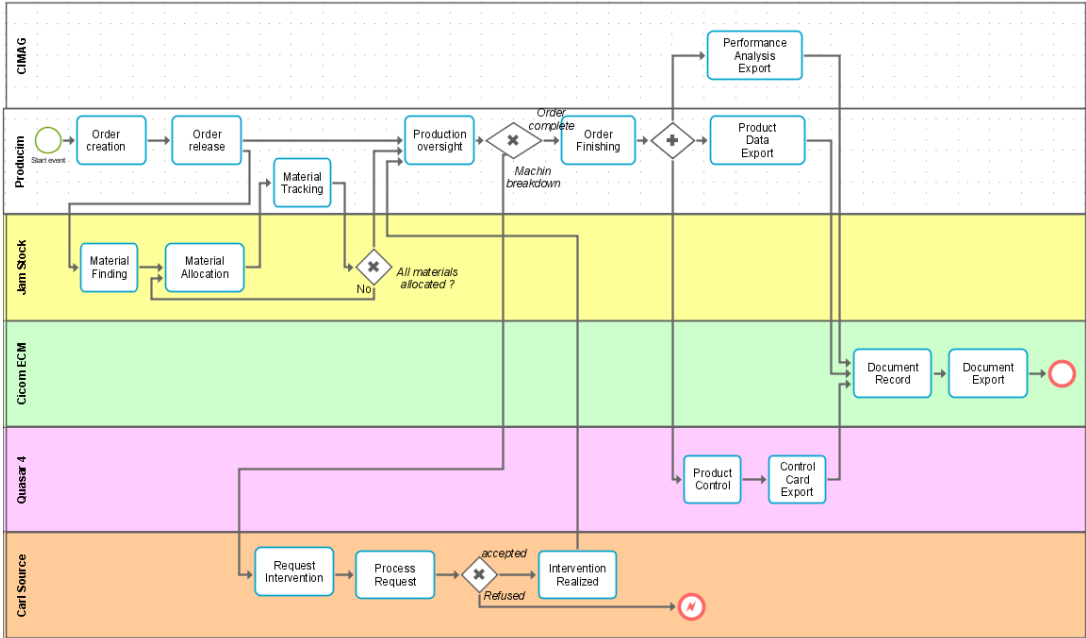 CIMAG
Performance
Analysis
Export
Producim
Start event
Order
creation
Order
release
Production
oversight
Order
complete
Machin
breakdown
Order
Finishing
Product
Data
Export
Material
Tracking
Jam Stock
Material
Finding
Material
Allocation
No
All materials
allocated ?
Cicom ECM
Document
Record
Document
Export
Quasar 4
Product
Control
Control
Card
Export
Carl Source
Request
Intervention
Process
Request
accepted
Refused
Intervention
Realized